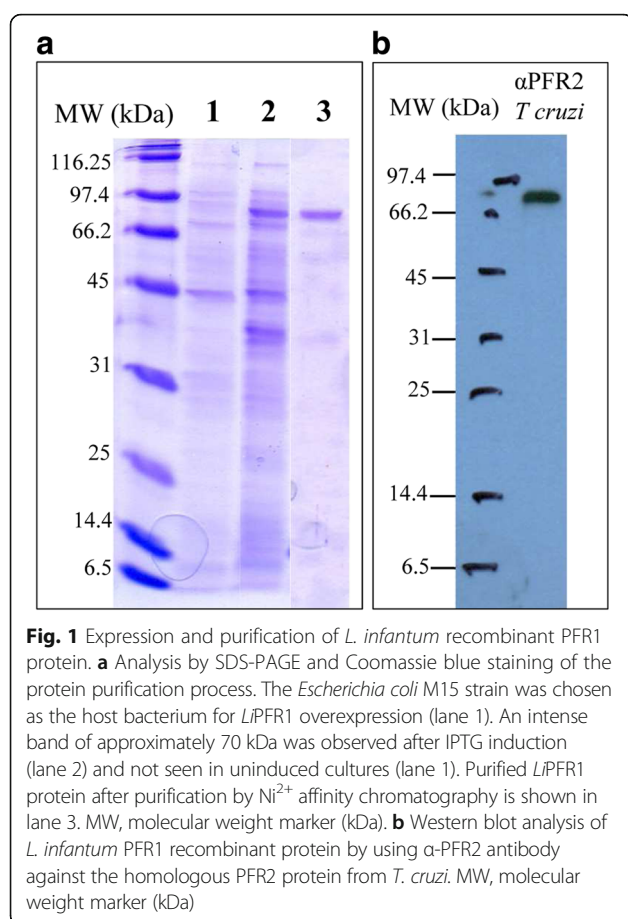 a
MW (kDa) 1 2 3
116.25
97.4
66.2
45
31
25
14.4
6.5
b
αPFR2
MW (kDa) T cruzi
97.4
66.2
45
31
25
14.4
6.5
Fig. 1 Expression and purification of L. infantum recombinant PFR1
protein. a Analysis by SDS-PAGE and Coomassie blue staining of the
protein purification process. The Escherichia coli M15 strain was chosen
as the host bacterium for LiPFR1 overexpression (lane 1). An intense
band of approximately 70 kDa was observed after IPTG induction
(lane 2) and not seen in uninduced cultures (lane 1). Purified LiPFR1
protein after purification by Ni²⁺ affinity chromatography is shown in
lane 3. MW, molecular weight marker (kDa). b Western blot analysis of
L. infantum PFR1 recombinant protein by using α-PFR2 antibody
against the homologous PFR2 protein from T. cruzi. MW, molecular
weight marker (kDa)